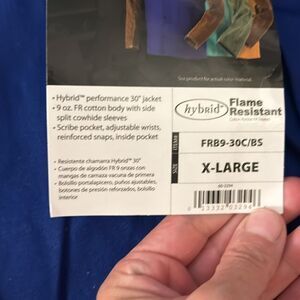 See product for actual color material.
• Hybrid™ performance 30" jacket
• 9 oz. FR cotton body with side
split cowhide sleeves
• Scribe pocket, adjustable wrists,
reinforced snaps, inside pocket
• Resistente chamarra Hybrid™ 30"
• Cuerpo de algodón FR 9 onzas con
mangas de carnaza vacuna de primera
• Bolsillo portalapicero, puños ajustables,
botones de presión reforzados, bolsillo
interior
hybrid™
Flame
Resistant
ITEM#
FRB9-30C/BS
SIZE
X-LARGE